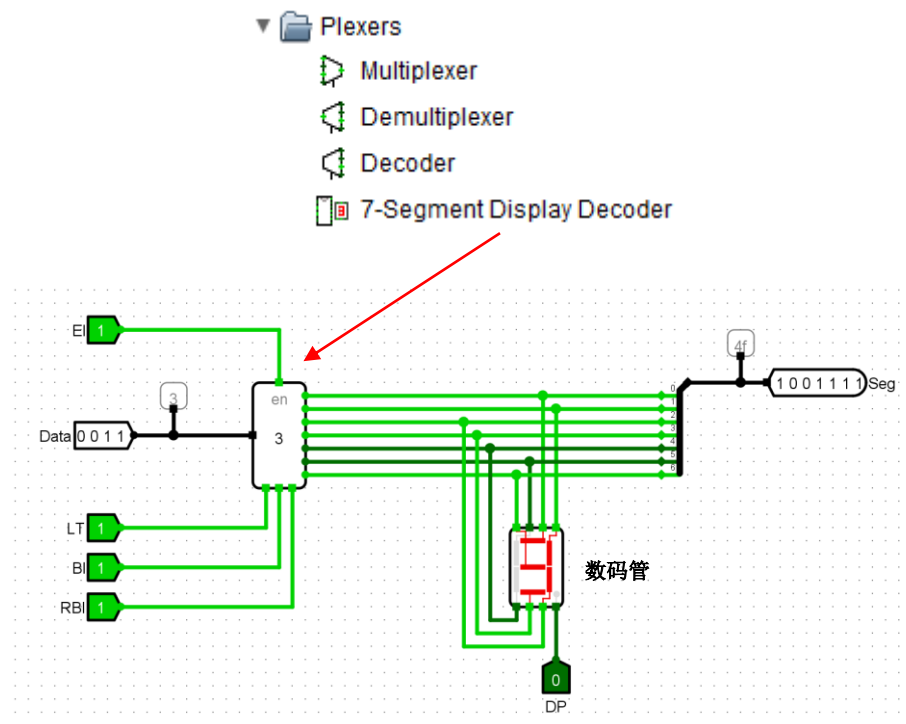 Plexers
Multiplexer
Demultiplexer
Decoder
7-Segment Display Decoder
EI 1
4f
0
1
2
3
4
5
6
1 0 0 1 1 1 1 Seg
en
3
Data 0 0 1 1
3
LT 1
BI 1
RBI 1
数码管
0
DP